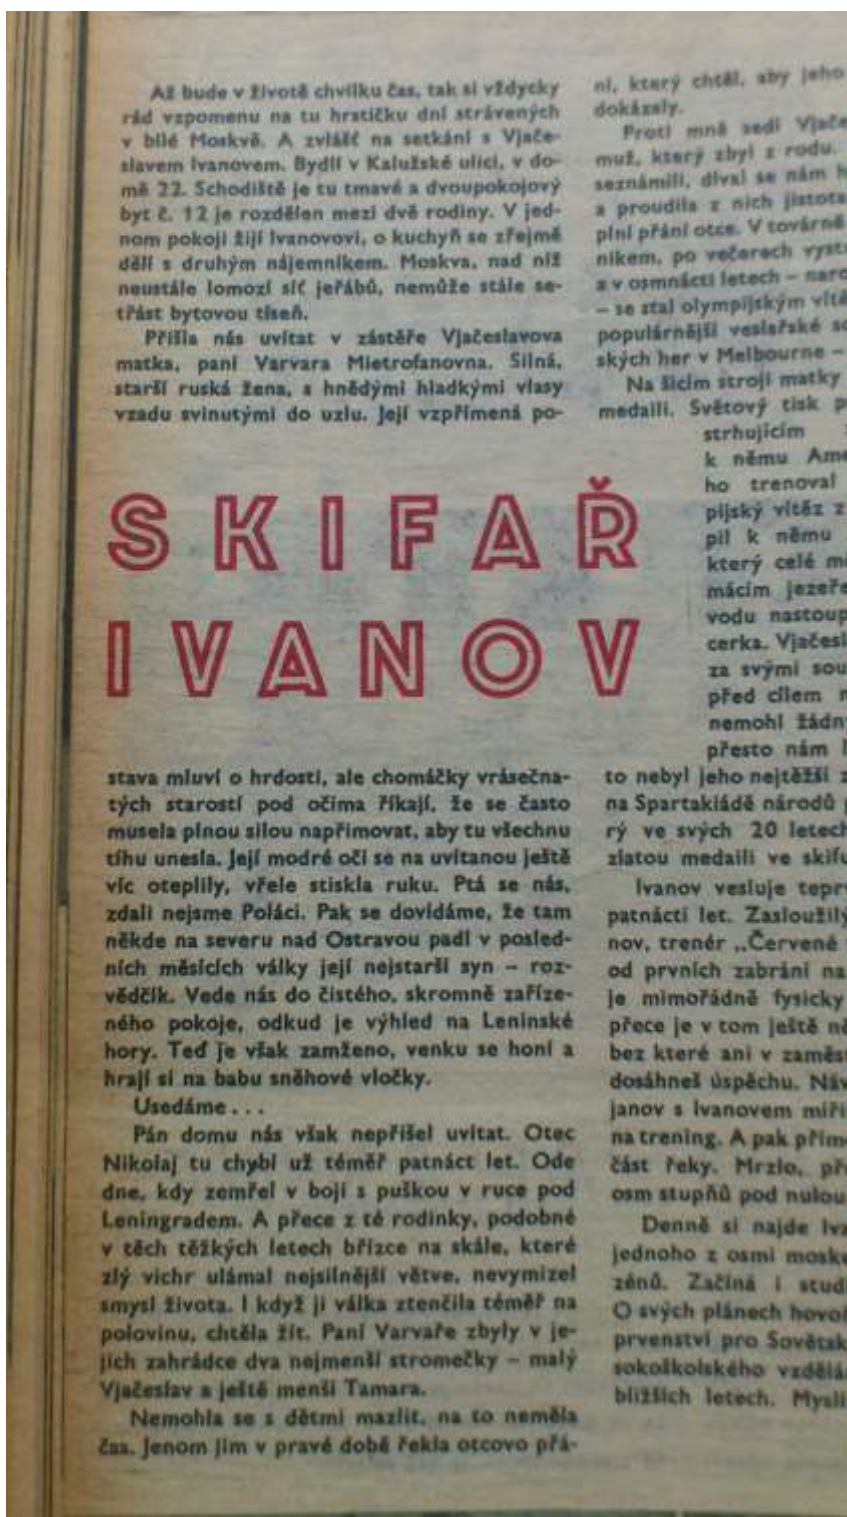 Až bude v životě chvilku čas, tak si vždycky
rád vzpomenu na tu hrstičku dní strávených
v bílé Moskvě. A zvlášť na setkání s Vjače-
slavem Ivanovem. Bydlí v Kalužské ulici, v do-
mě 22. Schodiště je tu tmavé a dvoupokojový
byt č. 12 je rozdělen mezi dvě rodiny. V jed-
nom pokoji žijí Ivanovovi, o kuchyň se zřejmě
dělí s druhým nájemníkem. Moskva, nad níž
neustále lomozí síť jeřábů, nemůže stále se-
třást bytovou tíseň.
Přišla nás uvítat v zástěře Vjačeslavova
matka, paní Varvara Mietrofanovna. Silná,
starší ruská žena, s hnědými hladkými vlasy
vzadu svinutými do uzlu. Její vzpřímená po-
SKIFAŘ
IVANOV
stava mluví o hrdosti, ale chomáčky vrásečna-
tých starostí pod očima říkají, že se často
musela plnou silou napřimovat, aby tu všechnu
tíhu unesla. Její modré oči se na uvítanou ještě
víc oteplily, vřele stiskla ruku. Ptá se nás,
zdali nejsme Poláci. Pak se dovídáme, že tam
někde na severu nad Ostravou padl v posled-
ních měsících války její nejstarší syn – roz-
vědčík. Vede nás do čistého, skromně zaříze-
ného pokoje, odkud je výhled na Leninské
hory. Teď je však zamženo, venku se honí a
hrají si na babu sněhové vločky.
Usedáme...
Pán domu nás však nepřišel uvítat. Otec
Nikolaj tu chybí už téměř patnáct let. Ode
dne, kdy zemřel v boji s puškou v ruce pod
Leningradem. A přece z té rodinky, podobné
v těch těžkých letech břízce na skále, které
zlý vichr ulámal nejsilnější větve, nevymizel
smysl života. I když ji válka ztenčila téměř na
polovinu, chtěla žít. Paní Varvaře zbyly v je-
jich zahrádce dva nejmenší stromečky – malý
Vjačeslav a ještě menší Tamara.
Nemohla se s dětmi mazlit, na to neměla
čas. Jenom jim v pravé době řekla otcovo přá-
ní, který chtěl, aby jeho
dokázaly.
Proti mně sedí Vjače
muž, který zbyl z rodu.
seznámili, díval se nám
a proudila z nich jistota
plní přání otce. V továrně
níkem, po večerech
a v osmnácti letech –
– se stal olympijským
populárnější veslařské
ských her v Melbourne –
Na šicím stroji matky
medaili. Světový tisk
strhujícím
k němu Ame
ho trenoval
pijský vítěz z
pil k němu
který celé
mácím jezeře
vodu
cerka.
za svými
před cílem
nemohl
přesto nám
to nebyl jeho nejtěžší
na Spartakiádě národů
rý ve svých 20 letech
zlatou medaili ve skifu
Ivanov vesluje
patnácti let.
nov, trenér „Červené
od prvních zabrání na
je mimořádně fysicky
přece je v tom ještě
bez které ani v
dosáhneš úspěchu.
janov s Ivanovem
na trening. A pak
část řeky. Mrzlo,
osm stupňů pod nulou
Denně si najde
jednoho z osmi
zénů. Začíná i
O svých plánech
prvenství pro
sokoškolského
bližších letech.